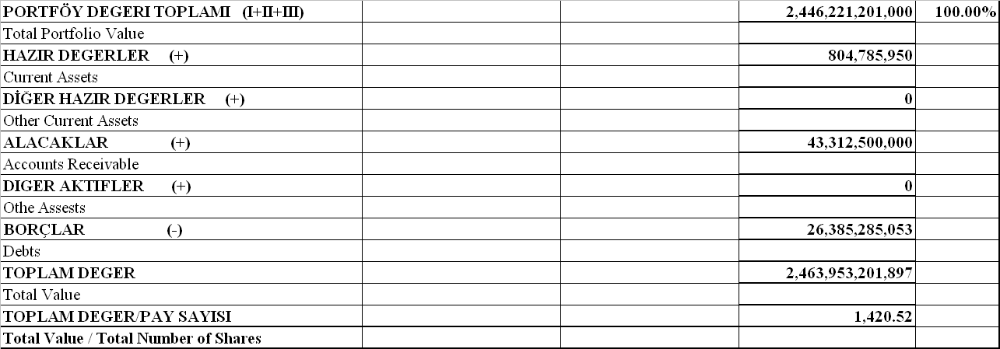 PORTFÖY DEGERI TOPLAMI (I+II+III) 2,446,221,201,000 100.00%
Total Portfolio Value
HAZIR DEGERLER (+) 804,785,950
Current Assets
DİĞER HAZIR DEGERLER (+) 0
Other Current Assets
ALACAKLAR (+) 43,312,500,000
Accounts Receivable
DIGER AKTIFLER (+) 0
Othe Assests
BORÇLAR (-) 26,385,285,053
Debts
TOPLAM DEGER 2,463,953,201,897
Total Value
TOPLAM DEGER/PAY SAYISI 1,420.52
Total Value / Total Number of Shares